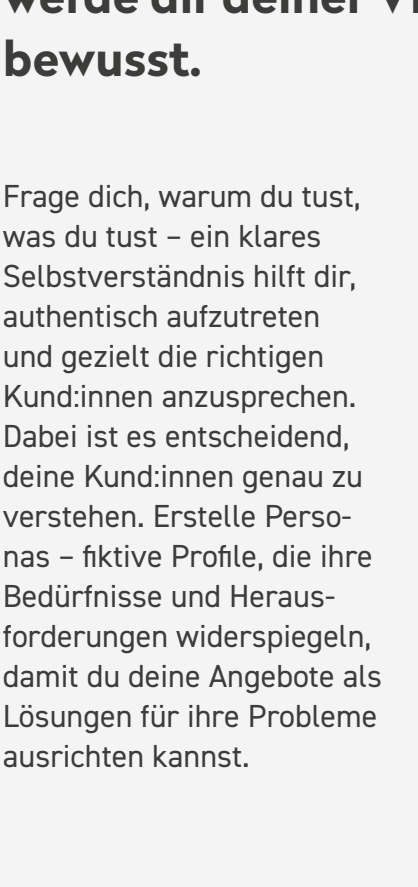 werde dir deiner
bewusst.
Frage dich, warum du tust,
was du tust – ein klares
Selbstverständnis hilft dir,
authentisch aufzutreten
und gezielt die richtigen
Kund:innen anzusprechen.
Dabei ist es entscheidend,
deine Kund:innen genau zu
verstehen. Erstelle Perso-
nas – fiktive Profile, die ihre
Bedürfnisse und Heraus-
forderungen widerspiegeln,
damit du deine Angebote als
Lösungen für ihre Probleme
ausrichten kannst.